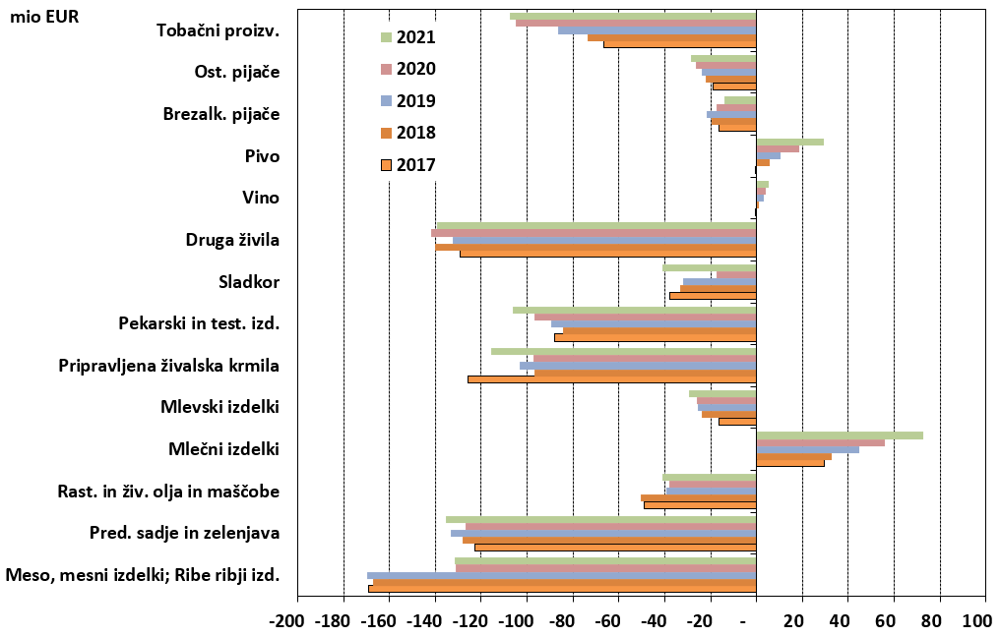 mio EUR
Tobačni proizv.
Ost. pijače
Brezalk. pijače
Pivo
Vino
Druga živila
Sladkor
Pekarski in test. izd.
Pripravljena živalska krmila
Mlevski izdelki
Mlečni izdelki
Rast. in živ. olja in maščobe
Pred. sadje in zelenjava
Meso, mesni izdelki; Ribe ribji izd.
2021
2020
2019
2018
2017
-200 -180 -160 -140 -120 -100 -80 -60 -40 -20 - 20 40 60 80 100